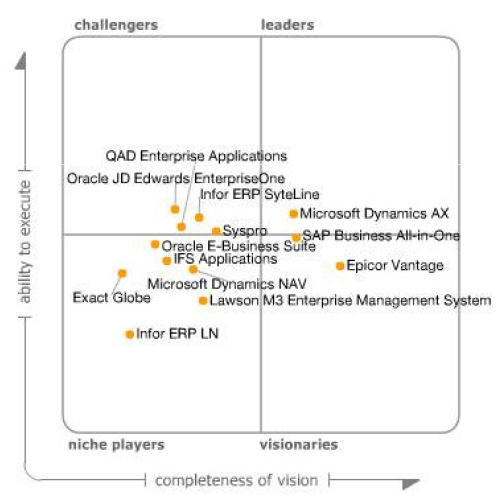 challengers
leaders
QAD Enterprise Applications
Oracle JD Edwards EnterpriseOne
Infor ERP SyteLine
Microsoft Dynamics AX
Syspro
SAP Business All-in-One
Oracle E-Business Suite
IFS Applications
Epicor Vantage
Microsoft Dynamics NAV
Exact Globe
Lawson M3 Enterprise Management System
Infor ERP LN
ability to execute
niche players
visionaries
completeness of vision